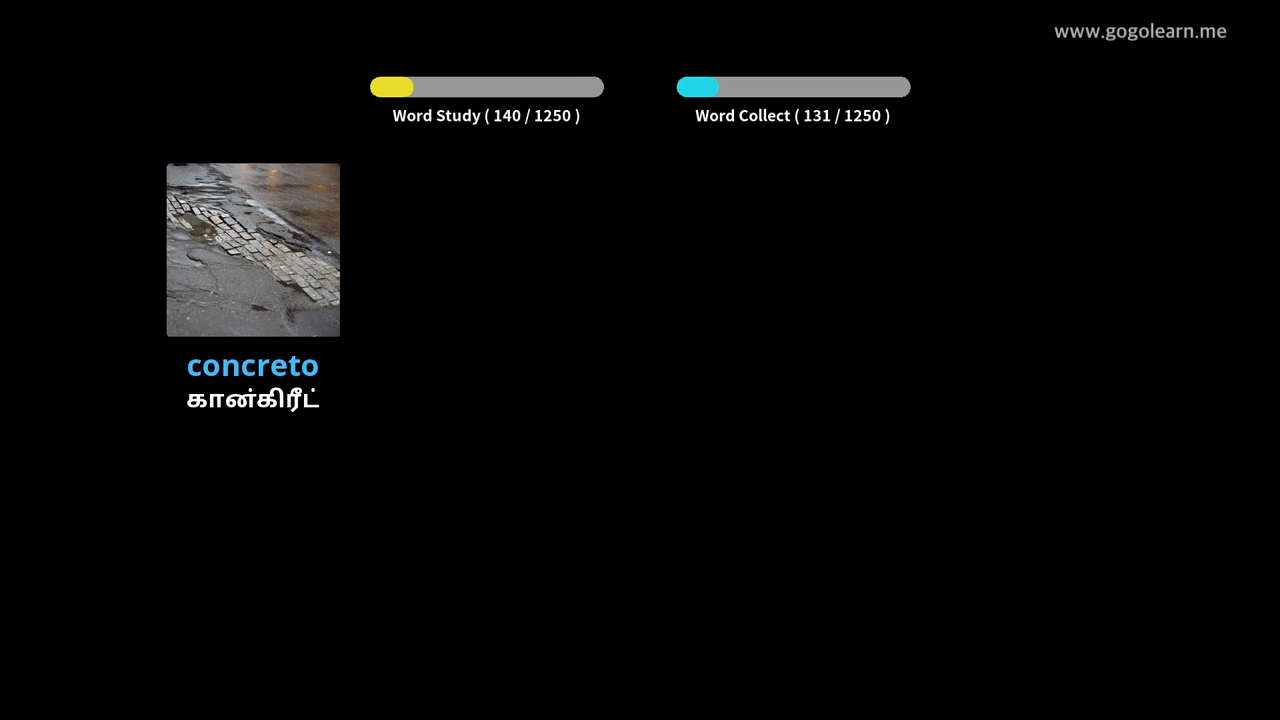 www.gogolearn.me
Word Study ( 140 / 1250 )
Word Collect ( 131 / 1250 )
concreto
கான்கிரீட்